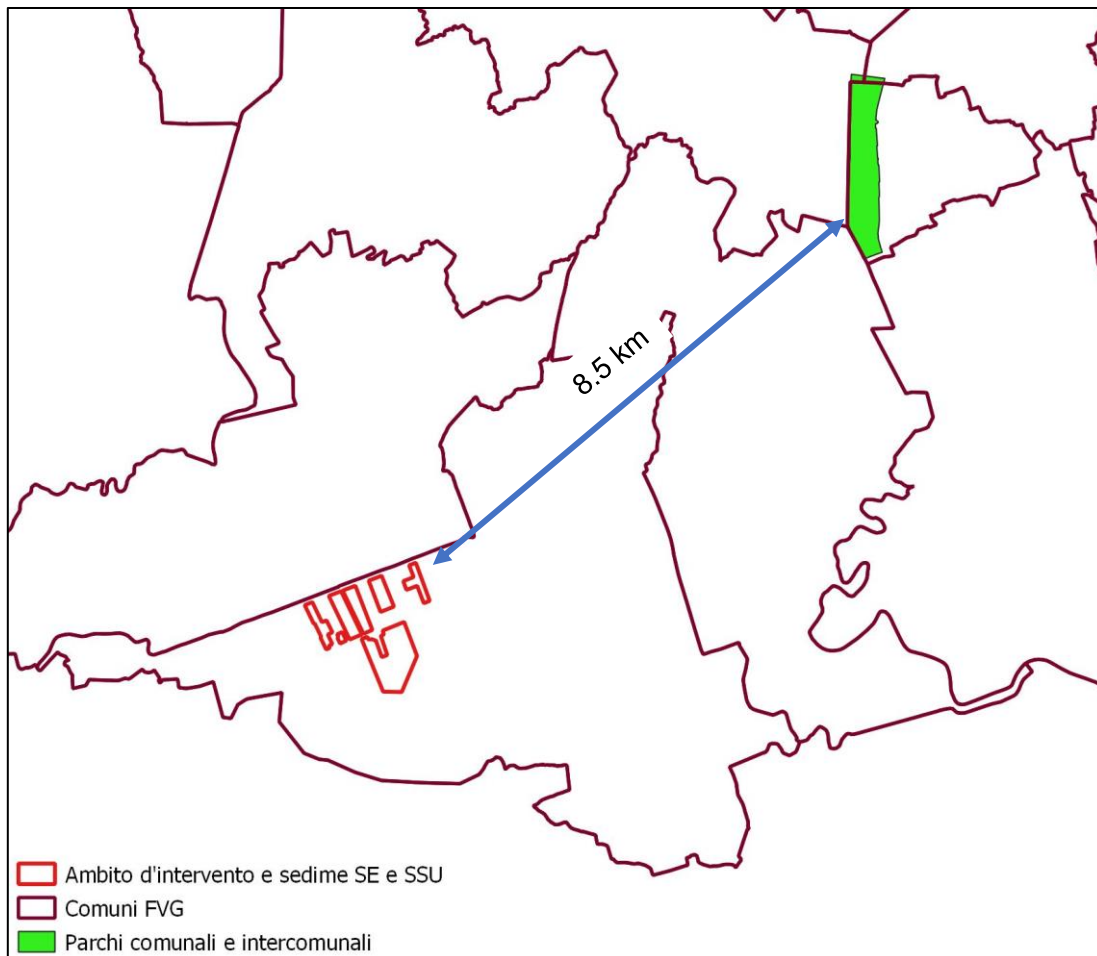 8.5 km
Ambito d'intervento e sedime SE e SSU
Comuni FVG
Parchi comunali e intercomunali